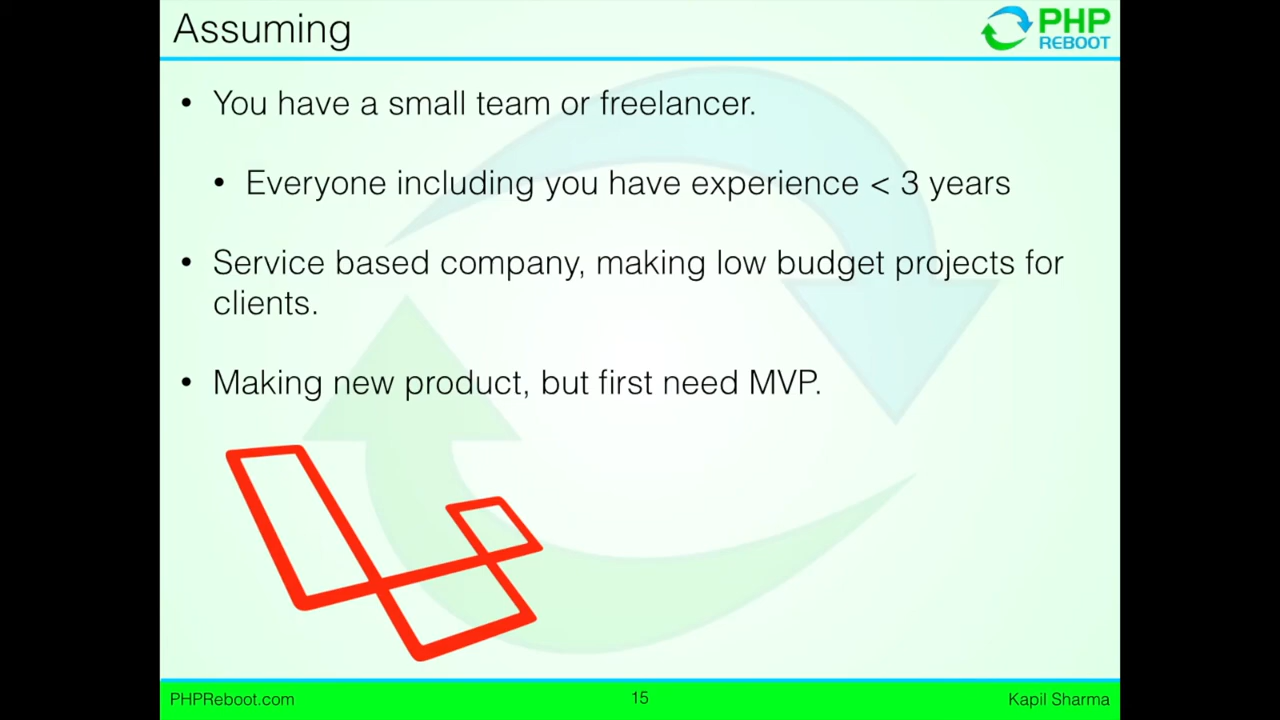 Assuming
PHP
REBOOT
• You have a small team or freelancer.
• Everyone including you have experience < 3 years
• Service based company, making low budget projects for
clients.
• Making new product, but first need MVP.
PHPReboot.com
15
Kapil Sharma